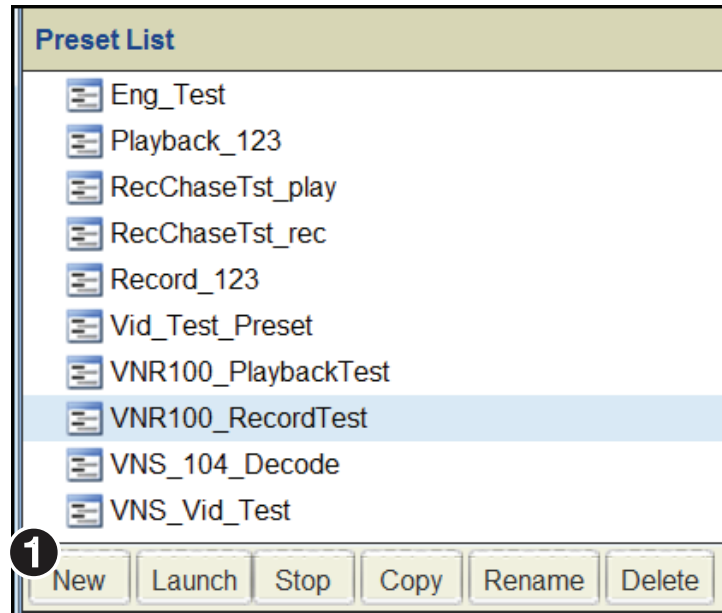 Preset List
Eng_Test
Playback_123
RecChaseTst_play
RecChaseTst_rec
Record_123
Vid_Test_Preset
VNR100_PlaybackTest
VNR100_RecordTest
VNS_104_Decode
VNS_Vid_Test
1
New Launch Stop Copy Rename Delete